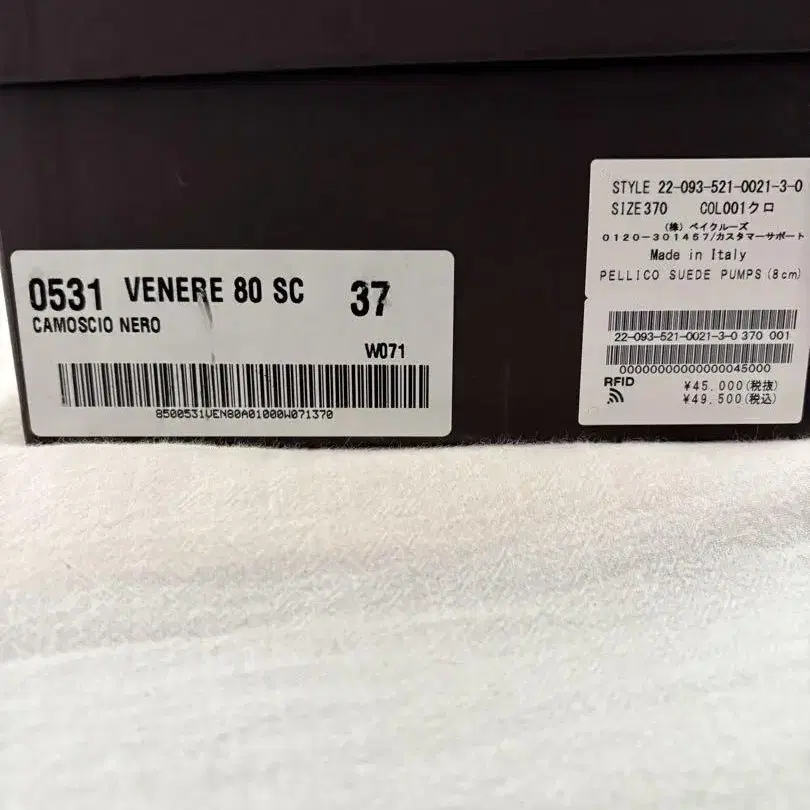 0531 VENERE 80 SC 37
CAMOSCIO NERO
W071
8500531VEN80A01000W071370
STYLE 22-093-521-0021-3-0
SIZE370 COL001クロ
(株) ベイクルーズ
0120-301457/カスタマーサポート
Made in Italy
PELLICO SUEDE PUMPS(8cm)
22-093-521-0021-3-0 370 001
00000000000000045000
RFID
¥45,000(税抜)
¥49,500(税込)